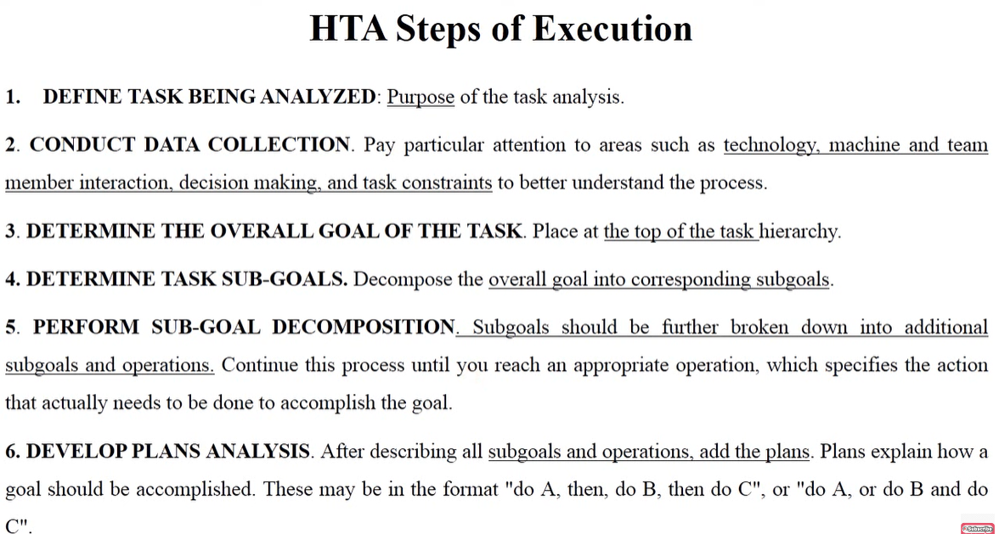 HTA Steps of Execution
1. DEFINE TASK BEING ANALYZED: Purpose of the task analysis.
2. CONDUCT DATA COLLECTION. Pay particular attention to areas such as technology, machine and team
member interaction, decision making, and task constraints to better understand the process.
3. DETERMINE THE OVERALL GOAL OF THE TASK. Place at the top of the task hierarchy.
4. DETERMINE TASK SUB-GOALS. Decompose the overall goal into corresponding subgoals.
5. PERFORM SUB-GOAL DECOMPOSITION. Subgoals should be further broken down into additional
subgoals and operations. Continue this process until you reach an appropriate operation, which specifies the action
that actually needs to be done to accomplish the goal.
6. DEVELOP PLANS ANALYSIS. After describing all subgoals and operations, add the plans. Plans explain how a
goal should be accomplished. These may be in the format "do A, then, do B, then do C", or "do A, or do B and do
C".
Subscribe